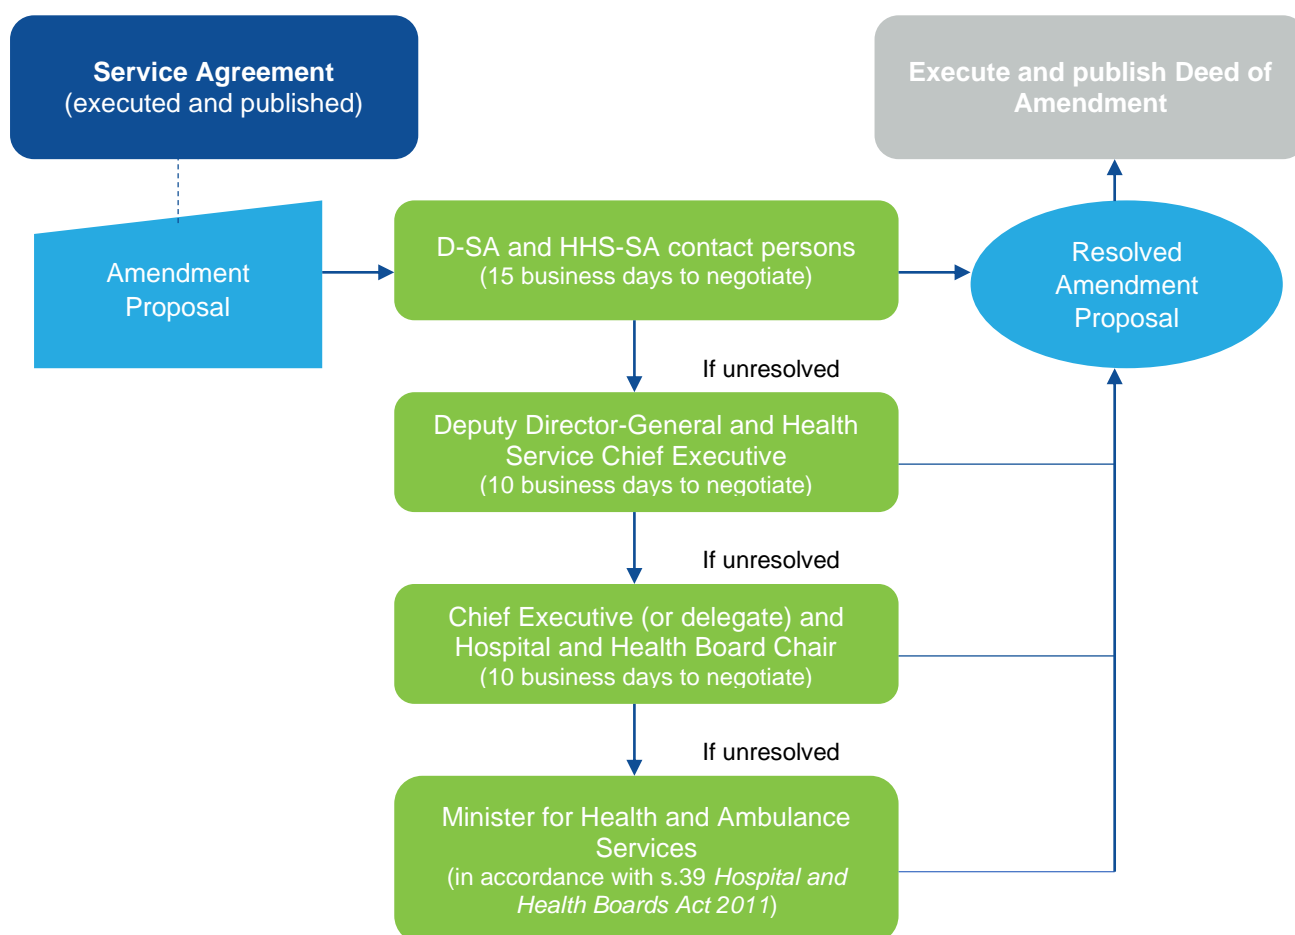 Service Agreement
(executed and published)
Execute and publish Deed of
Amendment
Amendment
Proposal
D-SA and HHS-SA contact persons
(15 business days to negotiate)
Resolved
Amendment
Proposal
If unresolved
Deputy Director-General and Health
Service Chief Executive
(10 business days to negotiate)
If unresolved
Chief Executive (or delegate) and
Hospital and Health Board Chair
(10 business days to negotiate)
If unresolved
Minister for Health and Ambulance
Services
(in accordance with s.39 Hospital and
Health Boards Act 2011)